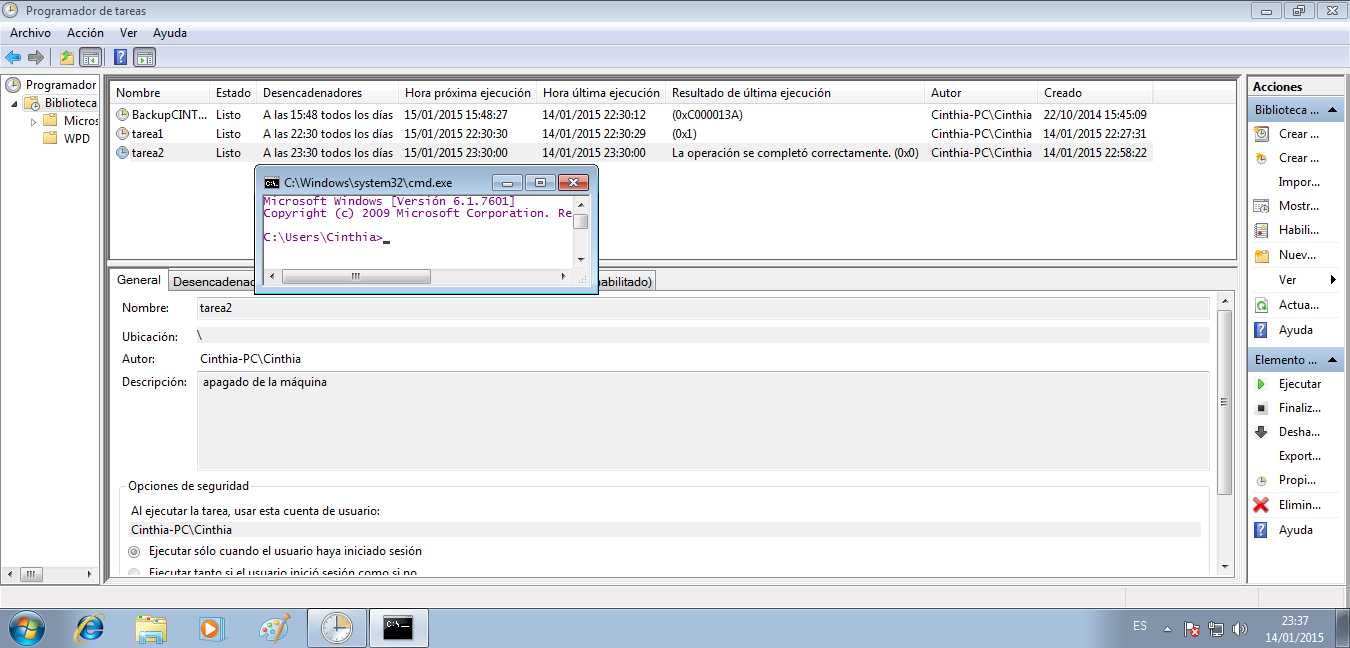 Programador de tareas
Archivo Acción Ver Ayuda
Programador
Biblioteca
Micros
WPD
Nombre Estado Desencadenadores Hora próxima ejecución Hora última ejecución Resultado de última ejecución Autor Creado
BackupCINT... Listo A las 15:48 todos los días 15/01/2015 15:48:27 14/01/2015 22:30:12 (0xC000013A) Cinthia-PC\Cinthia 22/10/2014 15:45:09
tarea1 Listo A las 22:30 todos los días 15/01/2015 22:30:30 14/01/2015 22:30:29 (0x1) Cinthia-PC\Cinthia 14/01/2015 22:27:31
tarea2 Listo A las 23:30 todos los días 15/01/2015 23:30:00 14/01/2015 23:30:00 La operación se completó correctamente. (0x0) Cinthia-PC\Cinthia 14/01/2015 22:58:22
C:\Windows\system32\cmd.exe
Microsoft Windows [Versión 6.1.7601]
Copyright (c) 2009 Microsoft Corporation. Re
C:\Users\Cinthia>
General Desencadenad abilitado)
Nombre: tarea2
Ubicación: \
Autor: Cinthia-PC\Cinthia
Descripción: apagado de la máquina
Opciones de seguridad
Al ejecutar la tarea, usar esta cuenta de usuario:
Cinthia-PC\Cinthia
Ejecutar sólo cuando el usuario haya iniciado sesión
Ejecutar tanto si el usuario inició sesión como si no
Acciones
Biblioteca ...
Crear ...
Crear ...
Impor...
Mostr...
Habili...
Nuev...
Ver
Actua...
Ayuda
Elemento ...
Ejecutar
Finaliz...
Desha...
Export...
Propi...
Elimin...
Ayuda
ES
23:37
14/01/2015